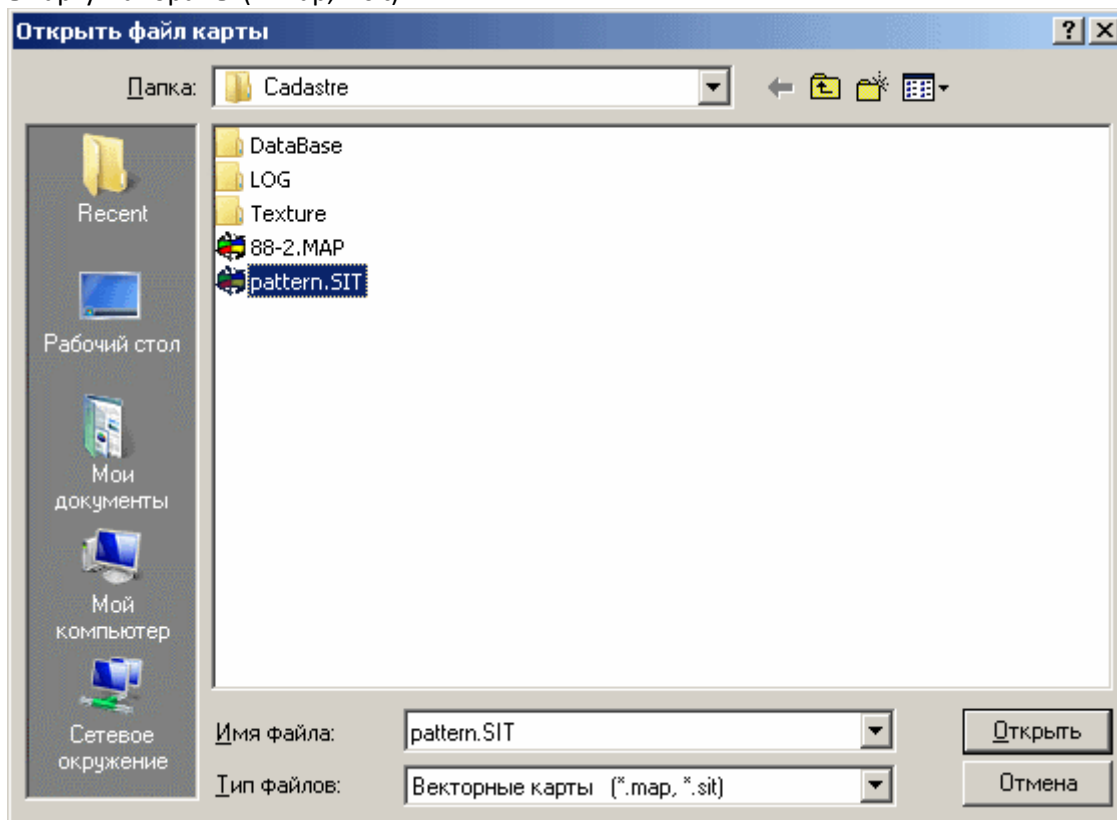 Открыть файл карты
Папка:
Cadastre
Recent
Рабочий стол
Мои
документы
Мой
компьютер
Сетевое
окружение
DataBase
LOG
Texture
88-2.MAP
pattern.SIT
Имя файла:
pattern.SIT
Открыть
Тип файлов:
Векторные карты (*.map, *.sit)
Отмена